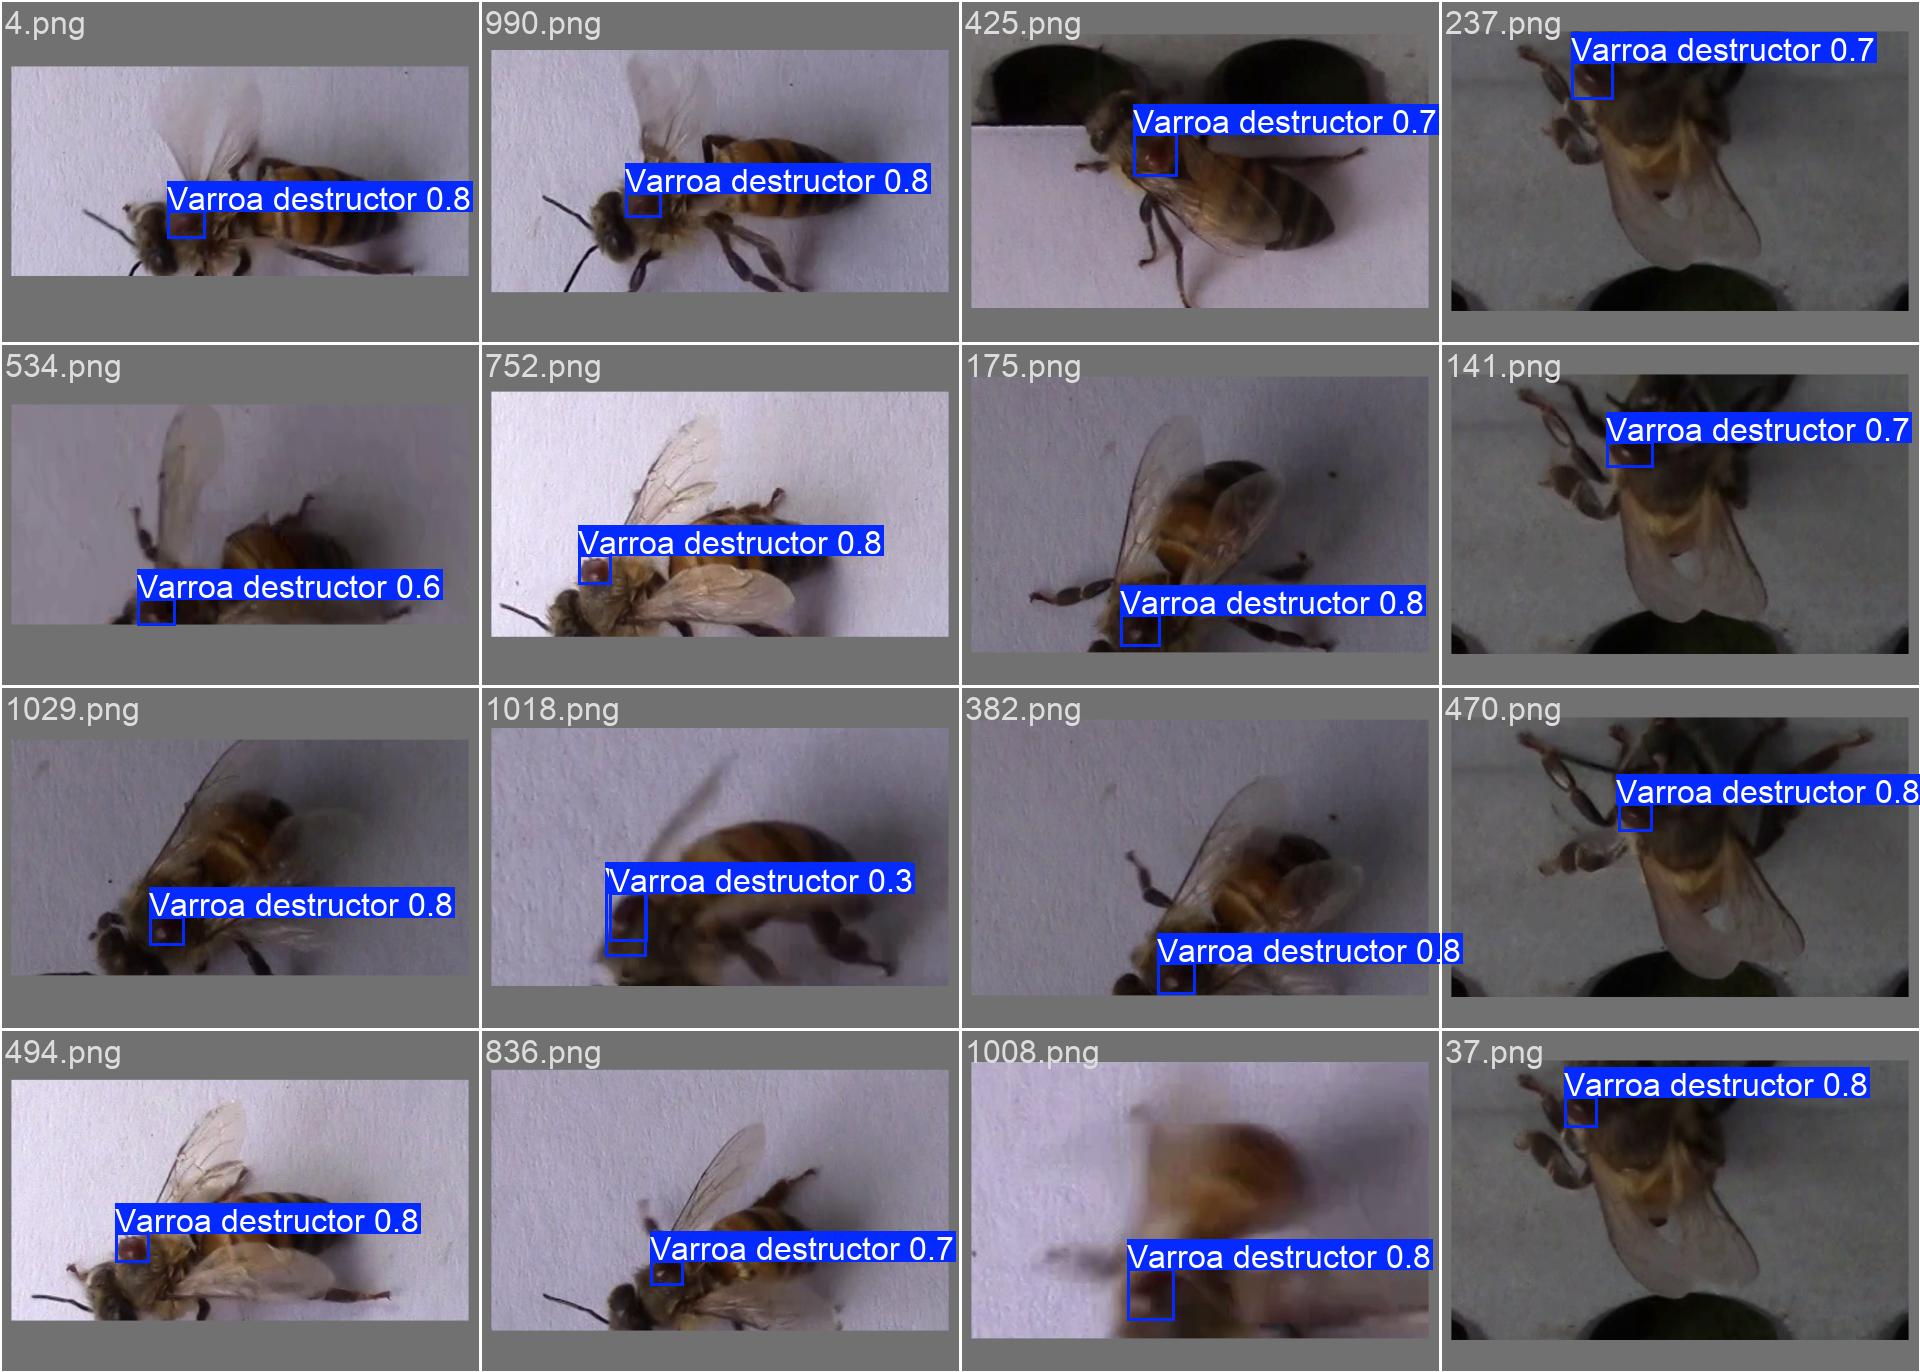 4.png
990.png
425.png
237.png
Varroa destructor 0.8
Varroa destructor 0.8
Varroa destructor 0.7
Varroa destructor 0.7
534.png
752.png
175.png
141.png
Varroa destructor 0.6
Varroa destructor 0.8
Varroa destructor 0.8
Varroa destructor 0.7
1029.png
1018.png
382.png
470.png
Varroa destructor 0.8
Varroa destructor 0.3
Varroa destructor 0.8
Varroa destructor 0.8
494.png
836.png
1008.png
37.png
Varroa destructor 0.8
Varroa destructor 0.7
Varroa destructor 0.8
Varroa destructor 0.8